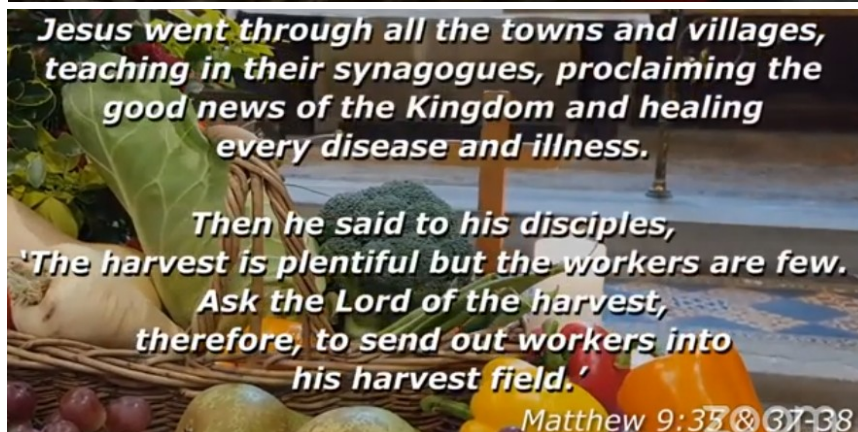 Jesus went through all the towns and villages,
teaching in their synagogues, proclaiming the
good news of the Kingdom and healing
every disease and illness.
Then he said to his disciples,
‘The harvest is plentiful but the workers are few.
Ask the Lord of the harvest,
therefore, to send out workers into
his harvest field.’
Matthew 9:35 & 37-38
zoom